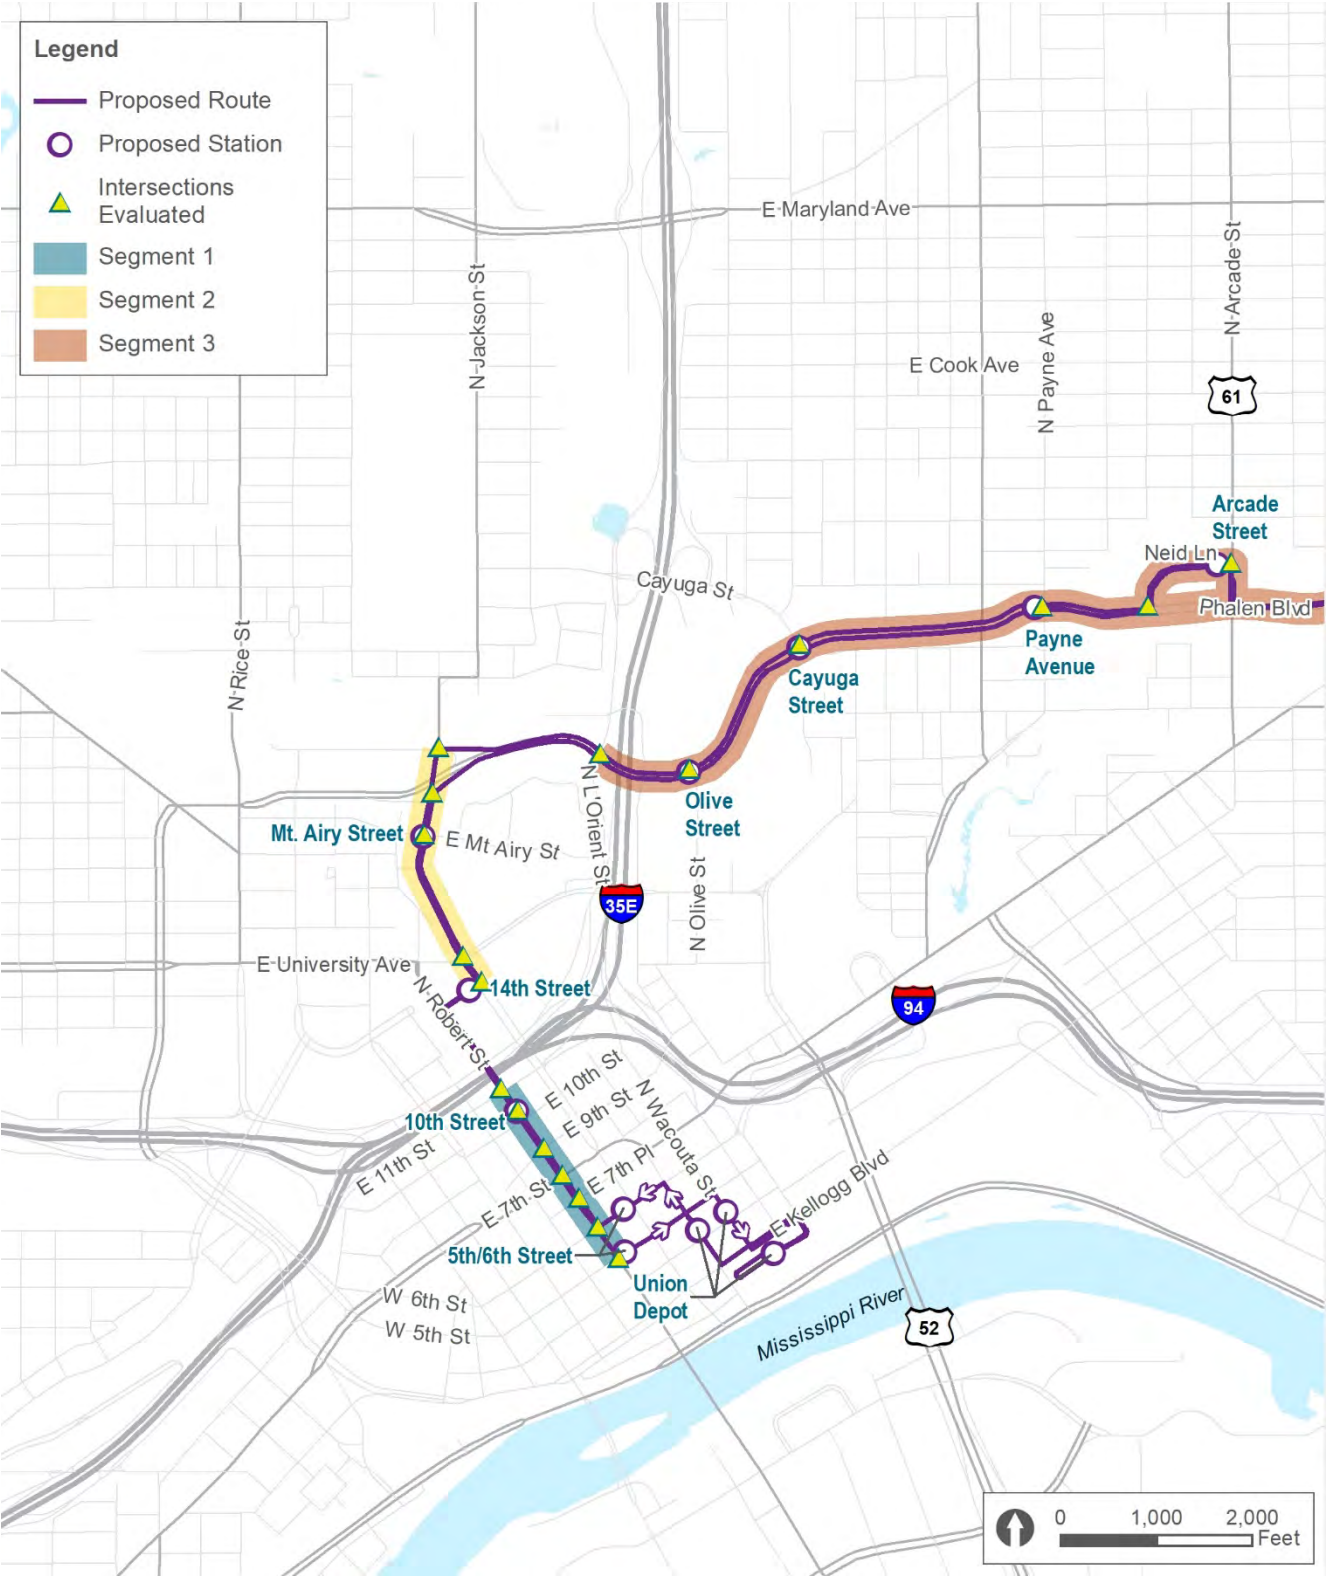 Legend
Proposed Route
Proposed Station
Intersections
Evaluated
Segment 1
Segment 2
Segment 3
E Maryland Ave
N Jackson St
N Arcade St
E Cook Ave
N Payne Ave
61
Arcade
Street
Neid Ln
Cayuga St
Phalen Blvd
N Rice St
Payne
Avenue
Cayuga
Street
N L'Orient St
Olive
Street
Mt. Airy Street
E Mt Airy St
35E
N Olive St
E University Ave
14th Street
N Robert St
94
E 10th St
10th Street
E 9th St
N Wacouta St
E 11th St
E 7th Pl
E 7th St
E Kellogg Blvd
5th/6th Street
Union
Depot
W 6th St
W 5th St
Mississippi River
52
0 1,000 2,000
Feet